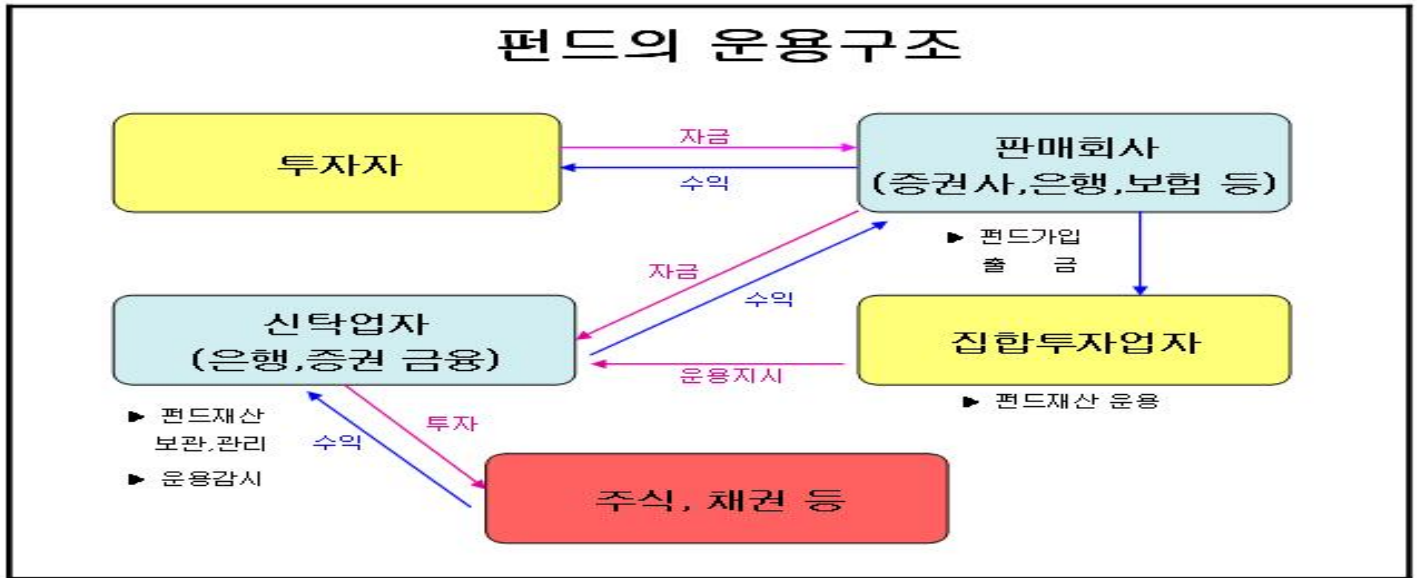 펀드의 운용구조
투자자
자금
수익
판매회사
(증권사,은행,보험 등)
▶ 펀드가입
출 금
자금
수익
신탁업자
(은행,증권 금융)
운용지시
집합투자업자
▶ 펀드재산 운용
▶ 펀드재산
보관,관리
▶ 운용감시
수익
투자
주식, 채권 등